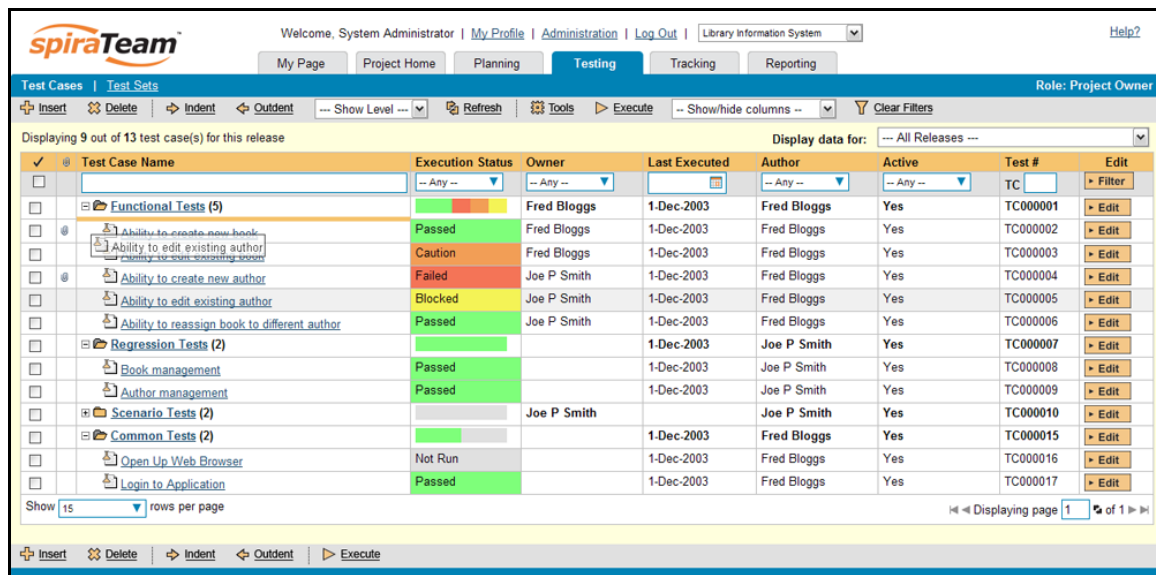 spiraTeam
Welcome, System Administrator | My Profile | Administration | Log Out | Library Information System Help?
My Page Project Home Planning Testing Tracking Reporting
Test Cases | Test Sets Role: Project Owner
Insert Delete | Indent Outdent --- Show Level --- Refresh | Tools Execute -- Show/hide columns -- Clear Filters
Displaying 9 out of 13 test case(s) for this release Display data for: --- All Releases ---
Test Case Name Execution Status Owner Last Executed Author Active Test # Edit
-- Any -- -- Any -- -- Any -- -- Any -- TC Filter
Functional Tests (5) Fred Bloggs 1-Dec-2003 Fred Bloggs Yes TC000001 Edit
Ability to create new book Passed Fred Bloggs 1-Dec-2003 Fred Bloggs Yes TC000002 Edit
Ability to edit existing author
Ability to edit existing book Caution Fred Bloggs 1-Dec-2003 Fred Bloggs Yes TC000003 Edit
Ability to create new author Failed Joe P Smith 1-Dec-2003 Fred Bloggs Yes TC000004 Edit
Ability to edit existing author Blocked Joe P Smith 1-Dec-2003 Fred Bloggs Yes TC000005 Edit
Ability to reassign book to different author Passed Joe P Smith 1-Dec-2003 Fred Bloggs Yes TC000006 Edit
Regression Tests (2) 1-Dec-2003 Joe P Smith Yes TC000007 Edit
Book management Passed 1-Dec-2003 Joe P Smith Yes TC000008 Edit
Author management Passed 1-Dec-2003 Joe P Smith Yes TC000009 Edit
Scenario Tests (2) Joe P Smith Joe P Smith Yes TC000010 Edit
Common Tests (2) 1-Dec-2003 Fred Bloggs Yes TC000015 Edit
Open Up Web Browser Not Run 1-Dec-2003 Fred Bloggs Yes TC000016 Edit
Login to Application Passed 1-Dec-2003 Fred Bloggs Yes TC000017 Edit
Show 15 rows per page Displaying page 1 of 1
Insert Delete | Indent Outdent | Execute